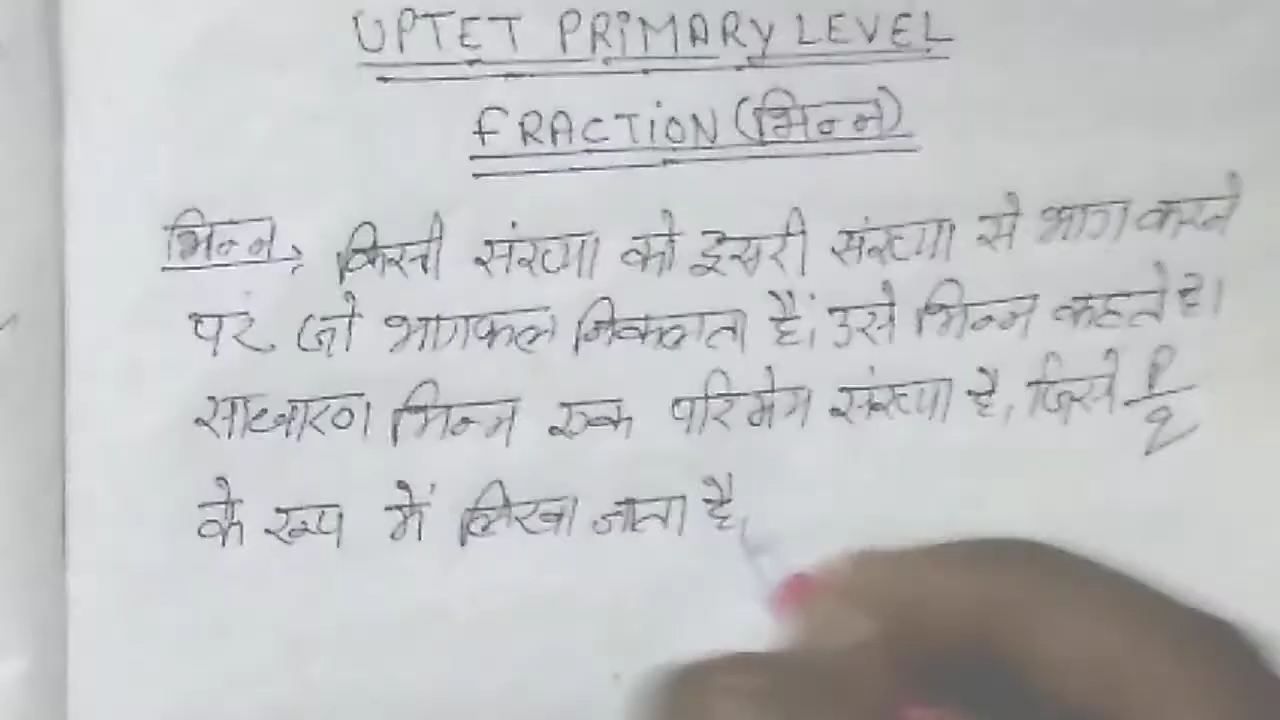 UPTET PRIMARY LEVEL
FRACTION (भिन्न)
भिन्न, किसी संख्या को दूसरी संख्या से भाग करने
पर जो भागफल निकलता है, उसे भिन्न कहते है।
साधारण भिन्न एक परिमेय संख्या है, जिसे P/q
के रूप में लिखा जाता है,